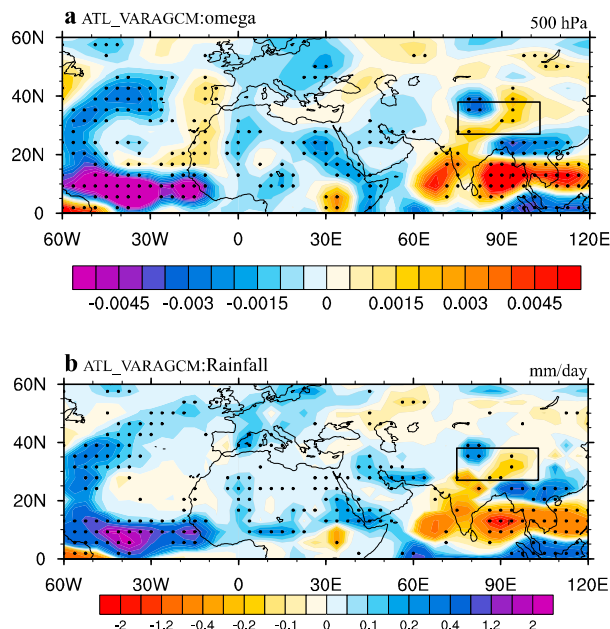 a ATL_VARAGCM:omega 500 hPa
60N
40N
20N
0
60W 30W 0 30E 60E 90E 120E
-0.0045 -0.003 -0.0015 0 0.0015 0.003 0.0045
b ATL_VARAGCM:Rainfall mm/day
60N
40N
20N
0
60W 30W 0 30E 60E 90E 120E
-2 -1.2 -0.4 -0.2 -0.1 0 0.1 0.2 0.4 1.2 2